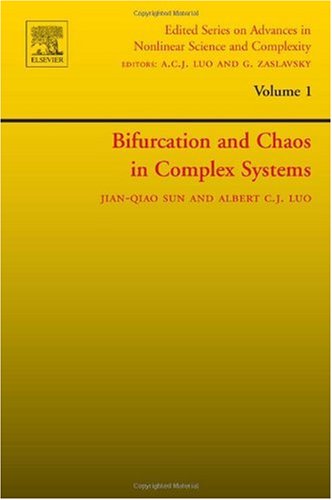 Edited Series on Advances in
Nonlinear Science and Complexity
EDITORS: A.C.J. LUO AND G. ZASLAVSKY
ELSEVIER
Volume 1
Bifurcation and Chaos
in Complex Systems
JIAN-QIAO SUN AND ALBERT C.J. LUO